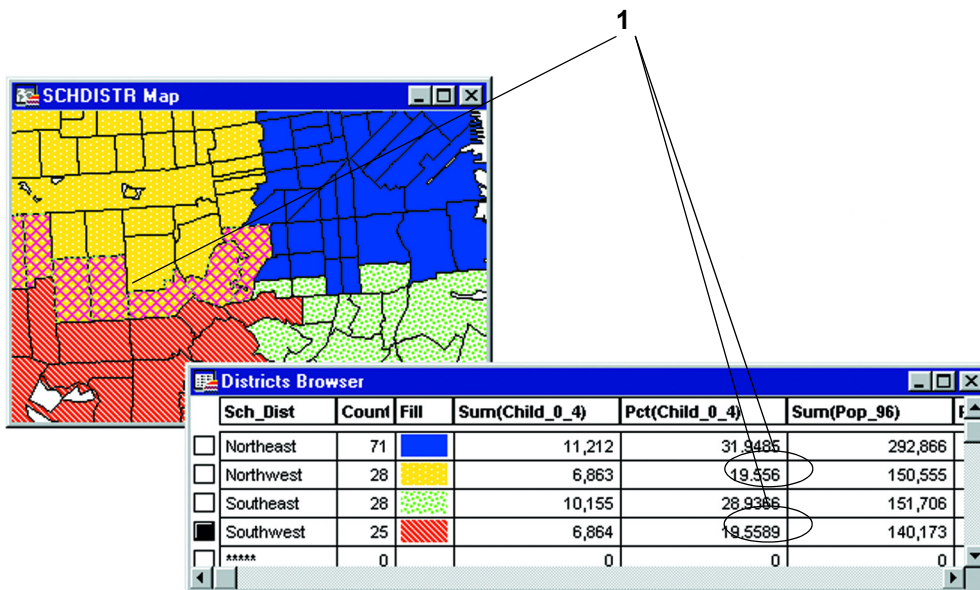 1
SCHDISTR Map
Districts Browser
Sch_Dist Count Fill Sum(Child_0_4) Pct(Child_0_4) Sum(Pop_96)
Northeast 71 11,212 31.9485 292,866
Northwest 28 6,863 19.556 150,555
Southeast 28 10,155 28.9366 151,706
Southwest 25 6,864 19.5589 140,173
***** 0 0 0 0